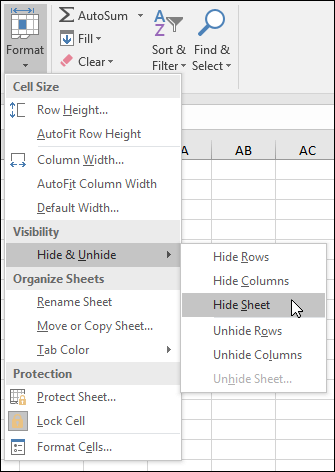 Format
AutoSum
Fill
Clear
Sort &
Filter
Find &
Select
AB
AC
Cell Size
Row Height...
AutoFit Row Height
Column Width...
AutoFit Column Width
Default Width...
Visibility
Hide & Unhide
Hide Rows
Hide Columns
Hide Sheet
Unhide Rows
Unhide Columns
Unhide Sheet...
Organize Sheets
Rename Sheet
Move or Copy Sheet...
Tab Color
Protection
Protect Sheet...
Lock Cell
Format Cells...